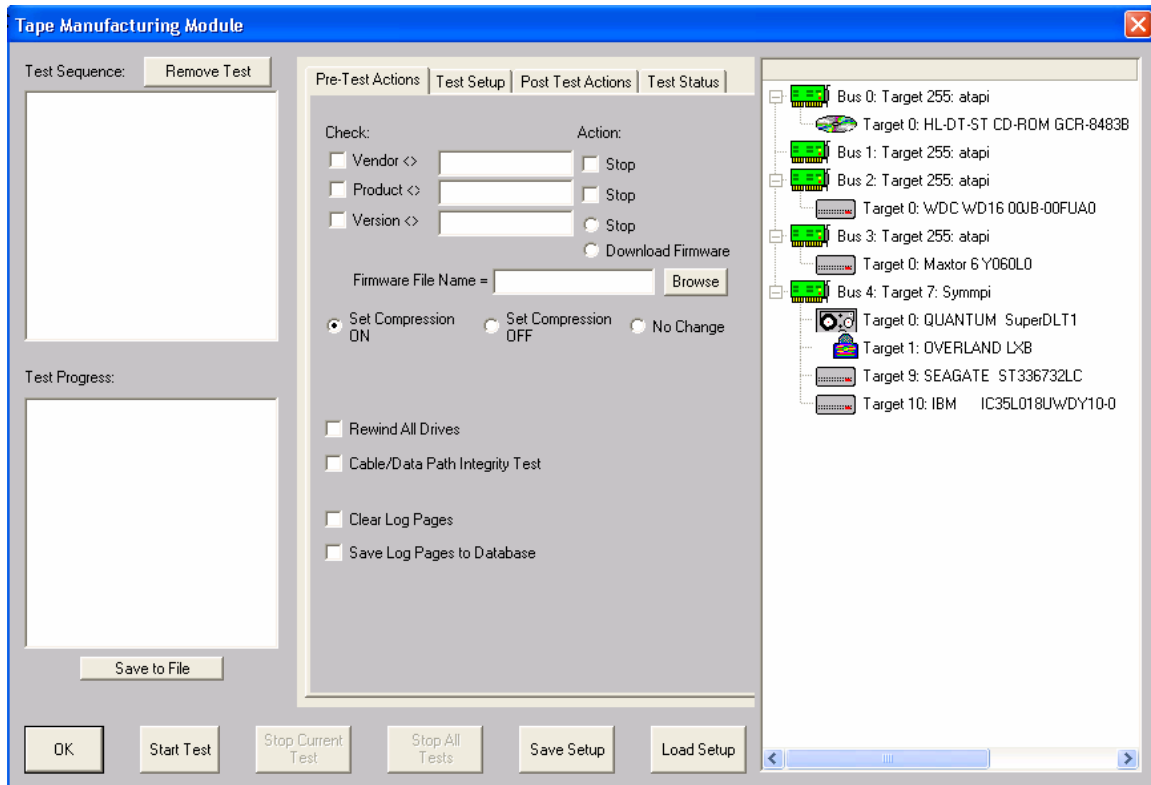 Tape Manufacturing Module
Test Sequence:
Remove Test
Test Progress:
Save to File
Pre-Test Actions
Test Setup
Post Test Actions
Test Status
Check:
Action:
Vendor <>
Stop
Product <>
Stop
Version <>
Stop
Download Firmware
Firmware File Name =
Browse
Set Compression
ON
Set Compression
OFF
No Change
Rewind All Drives
Cable/Data Path Integrity Test
Clear Log Pages
Save Log Pages to Database
Bus 0: Target 255: atapi
Target 0: HL-DT-ST CD-ROM GCR-8483B
Bus 1: Target 255: atapi
Bus 2: Target 255: atapi
Target 0: WDC WD16 00JB-00FUA0
Bus 3: Target 255: atapi
Target 0: Maxtor 6 Y060L0
Bus 4: Target 7: Symmpi
Target 0: QUANTUM SuperDLT1
Target 1: OVERLAND LXB
Target 9: SEAGATE ST336732LC
Target 10: IBM IC35L018UWDY10-0
OK
Start Test
Stop Current
Test
Stop All
Tests
Save Setup
Load Setup